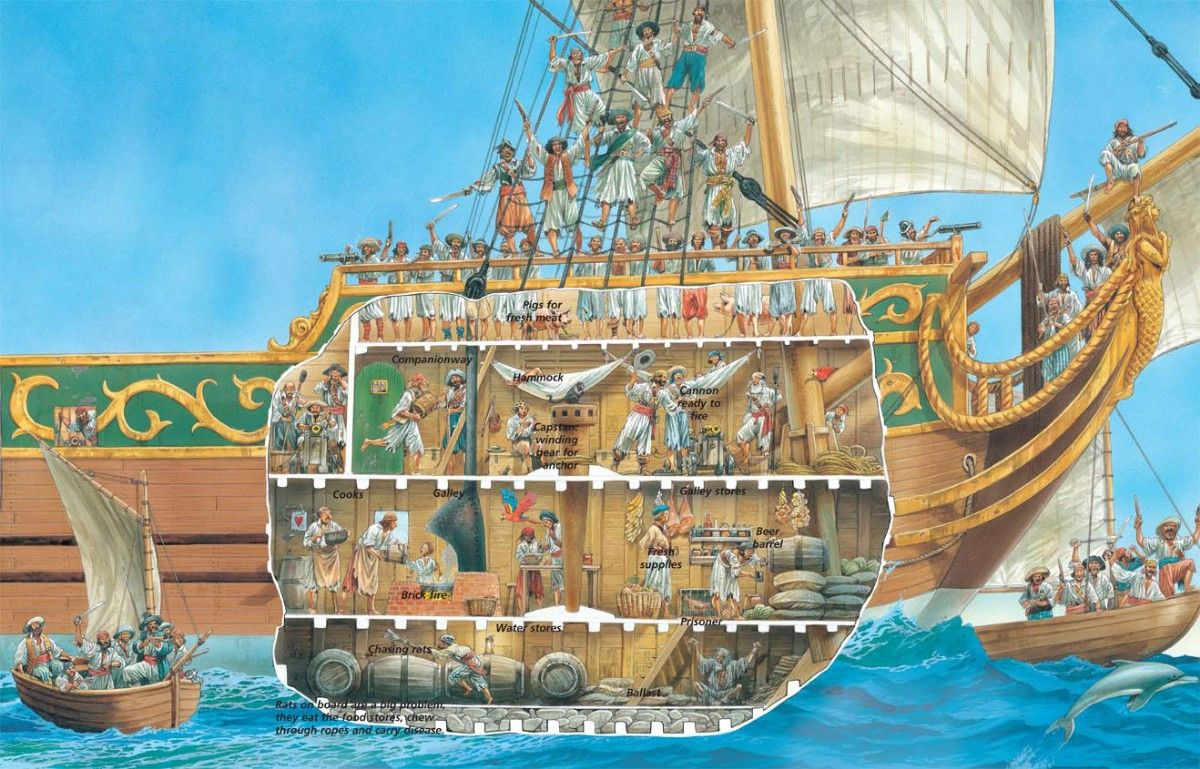 Pigs for
fresh meat
Companionway
Hammock
Cannon
ready to
fire
Capstan:
winding
gear for
anchor
Cooks
Galley
Galley stores
Beer
barrel
Fresh
supplies
Brick fire
Water stores
Prisoner
Chasing rats
Ballast
Rats on board are a big problem;
they eat the food stores, chew
through ropes and carry disease.